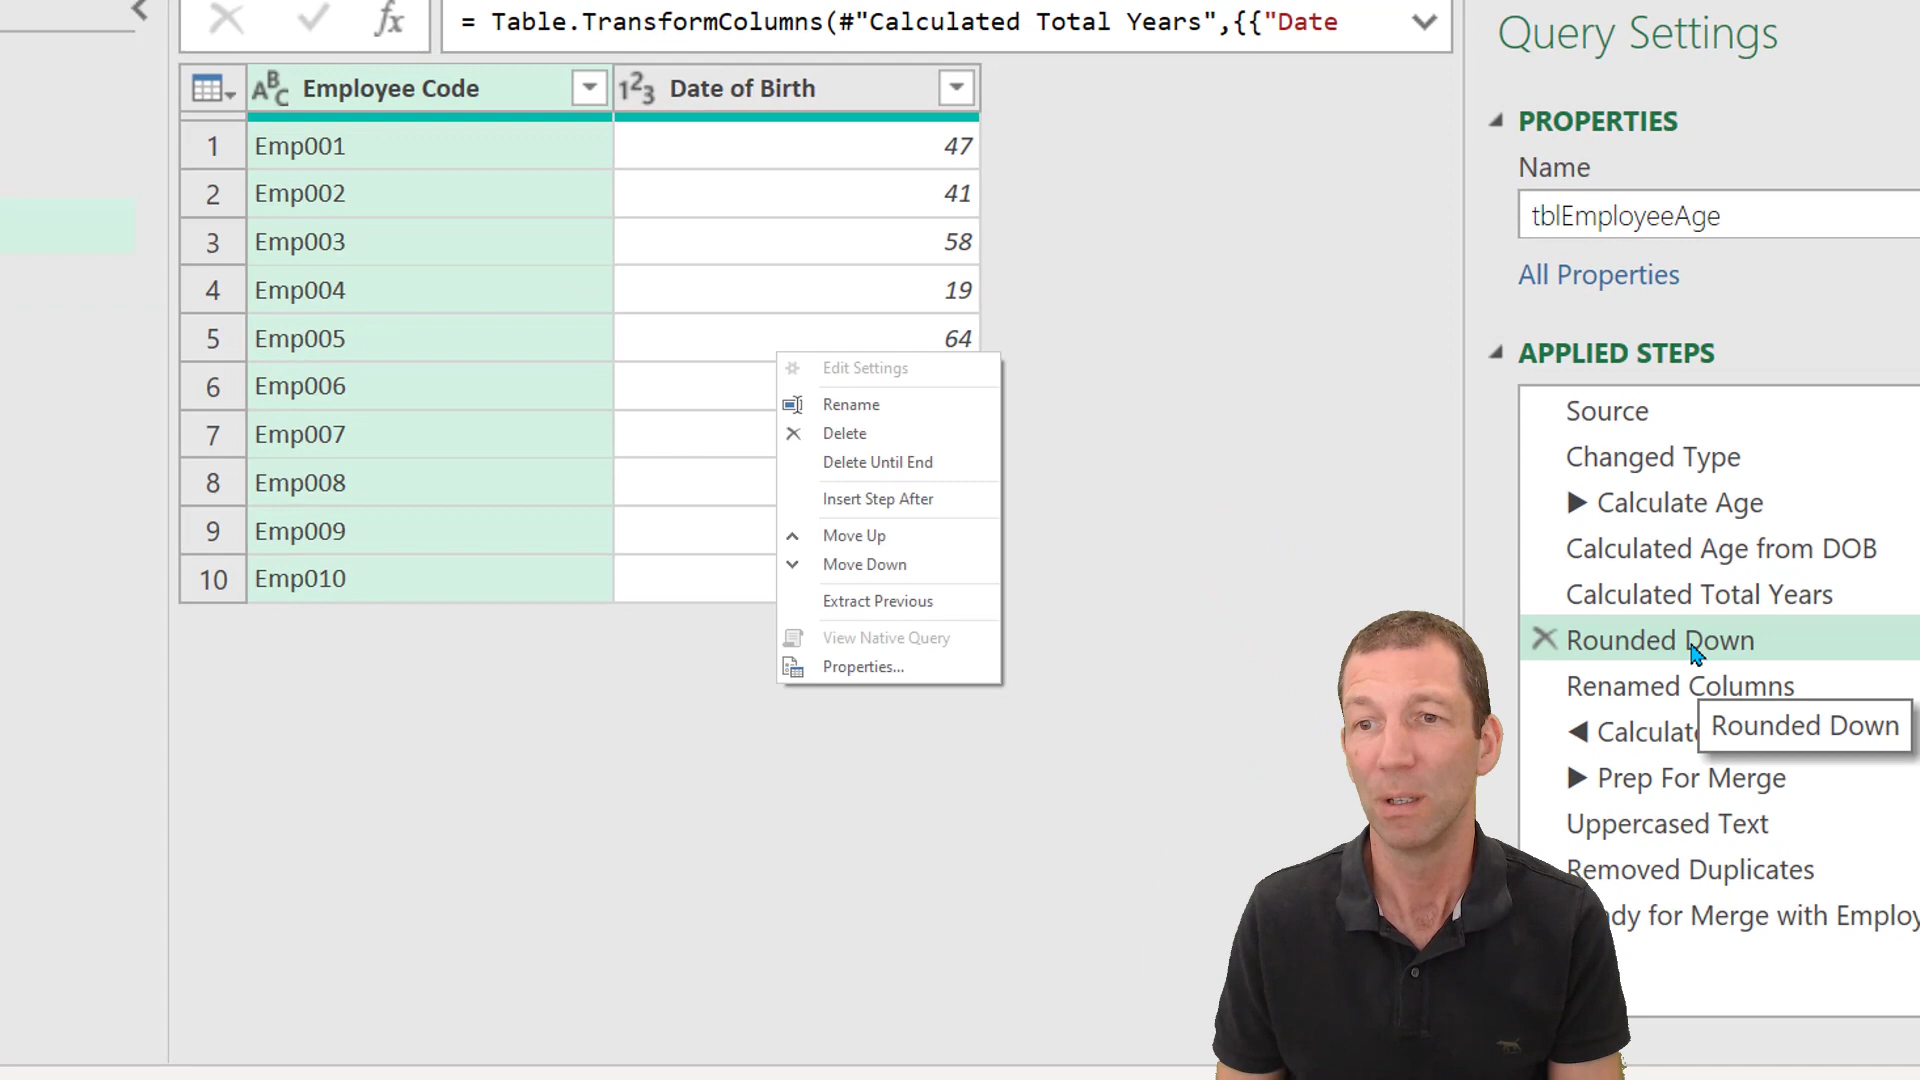 = Table.TransformColumns(#"Calculated Total Years",{{"Date
Employee Code
Date of Birth
1 Emp001 47
2 Emp002 41
3 Emp003 58
4 Emp004 19
5 Emp005 64
6 Emp006
7 Emp007
8 Emp008
9 Emp009
10 Emp010
Edit Settings
Rename
Delete
Delete Until End
Insert Step After
Move Up
Move Down
Extract Previous
View Native Query
Properties...
Query Settings
PROPERTIES
Name
tblEmployeeAge
All Properties
APPLIED STEPS
Source
Changed Type
Calculate Age
Calculated Age from DOB
Calculated Total Years
Rounded Down
Renamed Columns
Rounded Down
Prep For Merge
Uppercased Text
Removed Duplicates
for Merge with